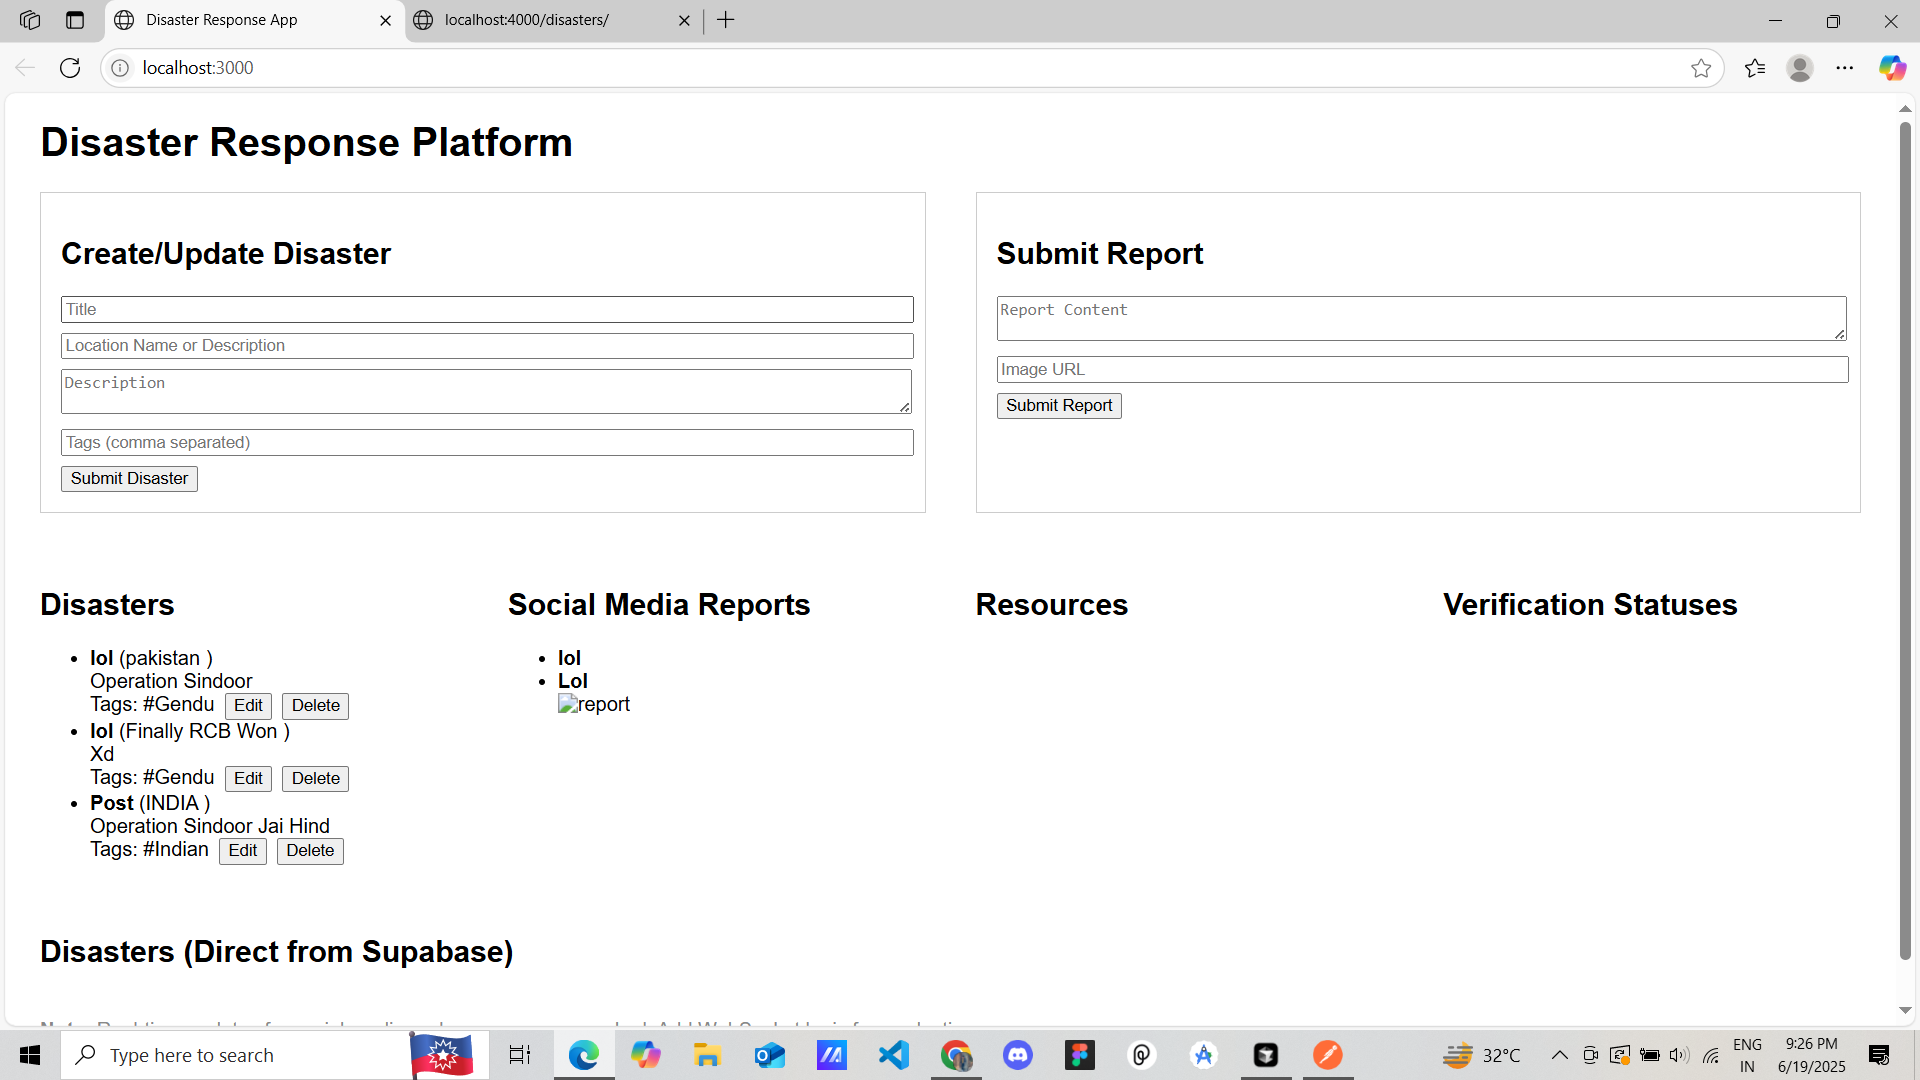 Disaster Response App
localhost:4000/disasters/
localhost:3000
Disaster Response Platform
Create/Update Disaster
Title
Location Name or Description
Description
Tags (comma separated)
Submit Disaster
Submit Report
Report Content
Image URL
Submit Report
Disasters
lol (pakistan )
Operation Sindoor
Tags: #Gendu Edit Delete
lol (Finally RCB Won )
Xd
Tags: #Gendu Edit Delete
Post (INDIA )
Operation Sindoor Jai Hind
Tags: #Indian Edit Delete
Social Media Reports
lol
Lol
report
Resources
Verification Statuses
Disasters (Direct from Supabase)
Type here to search
32°C
ENG
IN
9:26 PM
6/19/2025